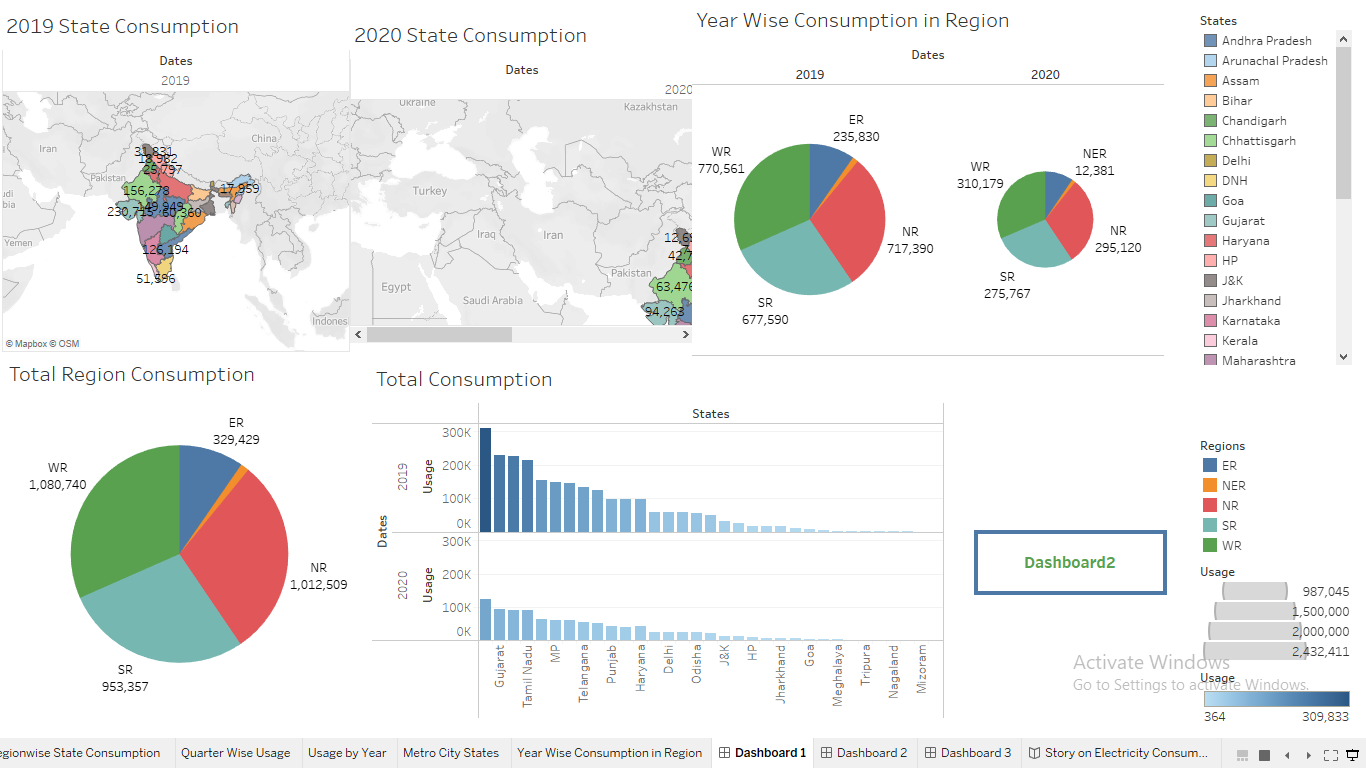 2019 State Consumption
Dates
2019
China
Iran
Pakistan
Yemen
Indones
31,831
18,982
25,797
156,278
17,959
149,949
60,360
230,715
126,194
51,596
© Mapbox © OSM
2020 State Consumption
Dates
2020
Ukraine
Kazakhstan
Turkey
Iraq
Iran
Pakistan
Egypt
Saudi Arabia
63,476
94,263
Year Wise Consumption in Region
Dates
2019
2020
ER
235,830
WR
770,561
NR
717,390
SR
677,590
NER
12,381
WR
310,179
NR
295,120
SR
275,767
States
Andhra Pradesh
Arunachal Pradesh
Assam
Bihar
Chandigarh
Chhattisgarh
Delhi
DNH
Goa
Gujarat
Haryana
HP
J&K
Jharkhand
Karnataka
Kerala
Maharashtra
Total Region Consumption
ER
329,429
WR
1,080,740
NR
1,012,509
SR
953,357
Total Consumption
States
Dates
2019
Usage
300K
200K
100K
0K
2020
Usage
300K
200K
100K
0K
Gujarat
Tamil Nadu
MP
Telangana
Punjab
Haryana
Delhi
Odisha
J&K
HP
Jharkhand
Goa
Meghalaya
Tripura
Nagaland
Mizoram
Dashboard2
Regions
ER
NER
NR
SR
WR
Usage
987,045
1,500,000
2,000,000
2,432,411
Usage
364 309,833
Activate Windows
Go to Settings to activate Windows.
egionwise State Consumption
Quarter Wise Usage
Usage by Year
Metro City States
Year Wise Consumption in Region
Dashboard 1
Dashboard 2
Dashboard 3
Story on Electricity Consum...